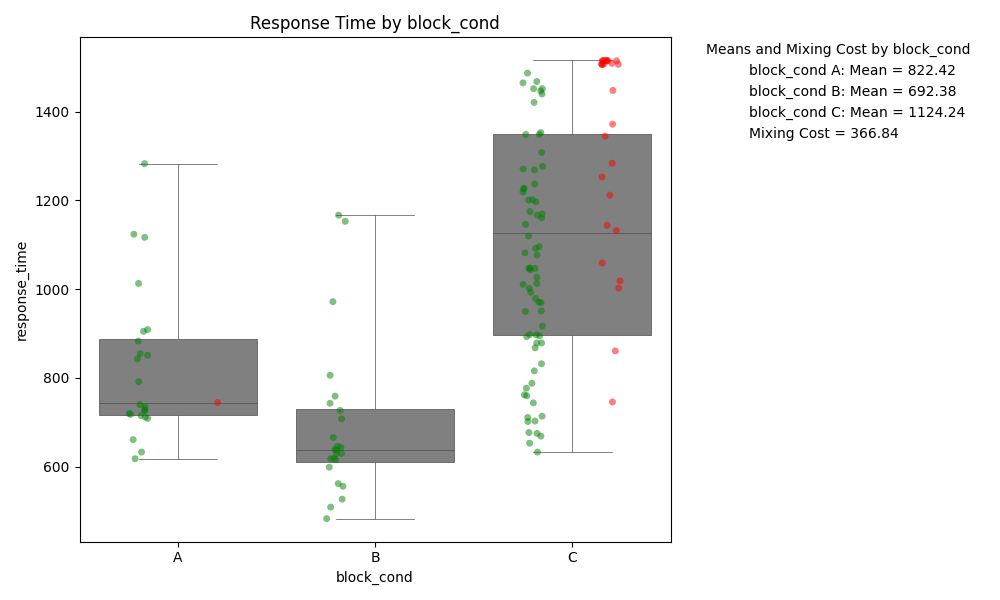 Response Time by block_cond
Means and Mixing Cost by block_cond
block_cond A: Mean = 822.42
block_cond B: Mean = 692.38
block_cond C: Mean = 1124.24
Mixing Cost = 366.84
response_time
1400
1200
1000
800
600
A
B
C
block_cond